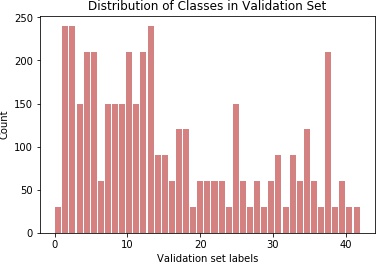 Distribution of Classes in Validation Set
250
200
150
100
50
0
Count
0 10 20 30 40
Validation set labels